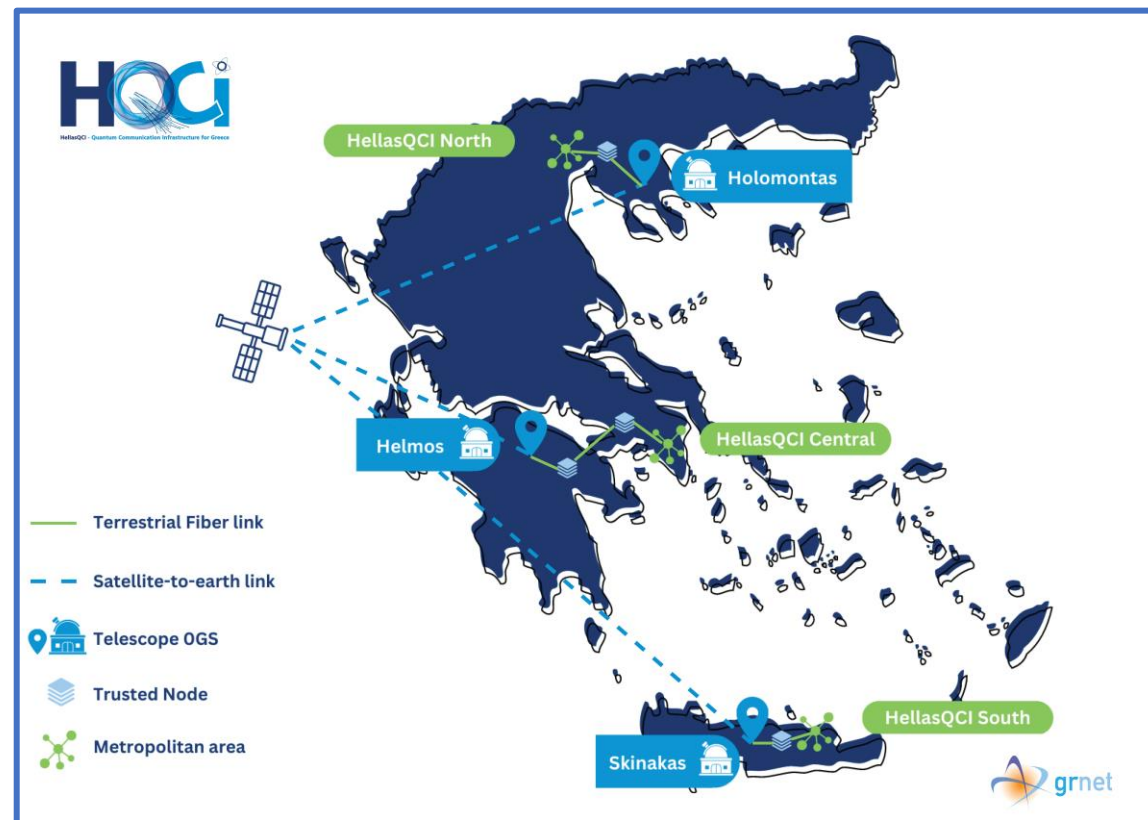 HQCi
HellasQCI - Quantum Communication Infrastructure for Greece
HellasQCI North
Holomontas
Helmos
HellasQCI Central
Terrestrial Fiber link
Satellite-to-earth link
Telescope OGS
Trusted Node
Metropolitan area
HellasQCI South
Skinakas
grnet